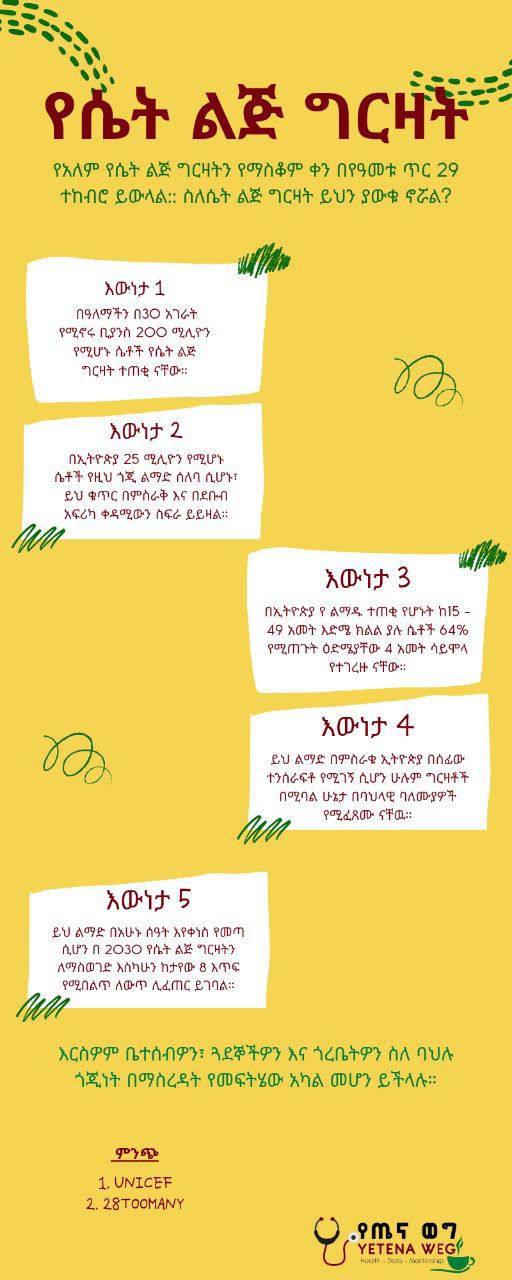 የሴት ልጅ ግርዛት
የአለም የሴት ልጅ ግርዛትን የማስቆም ቀን በየዓመቱ ጥር 29
ተከብሮ ይውላል:: ስለሴት ልጅ ግርዛት ይህን ያውቁ ኖሯል?
እውነታ 1
በዓለማችን በ30 አገራት
የሚኖሩ ቢያንስ 200 ሚሊዮን
የሚሆኑ ሴቶች የሴት ልጅ
ግርዛት ተጠቂ ናቸው።
እውነታ 2
በኢትዮጵያ 25 ሚሊዮን የሚሆኑ
ሴቶች የዚህ ጎጂ ልማድ ሰለባ ሲሆኑ፣
ይህ ቁጥር በምስራቅ እና በደቡብ
አፍሪካ ቀዳሚውን ስፍራ ይይዛል።
እውነታ 3
በኢትዮጵያ የ ልማዱ ተጠቂ የሆኑት ከ15 -
49 አመት እድሜ ክልል ያሉ ሴቶች 64%
የሚጠጉት ዕድሜያቸው 4 አመት ሳይሞላ
የተገረዙ ናቸው።
እውነታ 4
ይህ ልማድ በምስራቁ ኢትዮጵያ በሰፊው
ተንሰራፍቶ የሚገኝ ሲሆን ሁሉም ግርዛቶች
በሚባል ሁኔታ በባህላዊ ባለሙያዎች
የሚፈጸሙ ናቸዉ።
እውነታ 5
ይህ ልማድ በአሁኑ ሰዓት እየቀነስ የመጣ
ሲሆን በ 2030 የሴት ልጅ ግርዛትን
ለማስወገድ እስካሁን ከታየው 8 እጥፍ
የሚበልጥ ለውጥ ሊፈጠር ይገባል።
እርስዎም ቤተሰብዎን፣ ጓደኞችዎን እና ጎረቤትዎን ስለ ባህሉ
ጎጂነት በማስረዳት የመፍትሄው አካል መሆን ይችላሉ።
ምንጭ
1. UNICEF
2. 28TOOMANY
የጤና ወግ
YETENA WEG
Health - Data - Mentorship